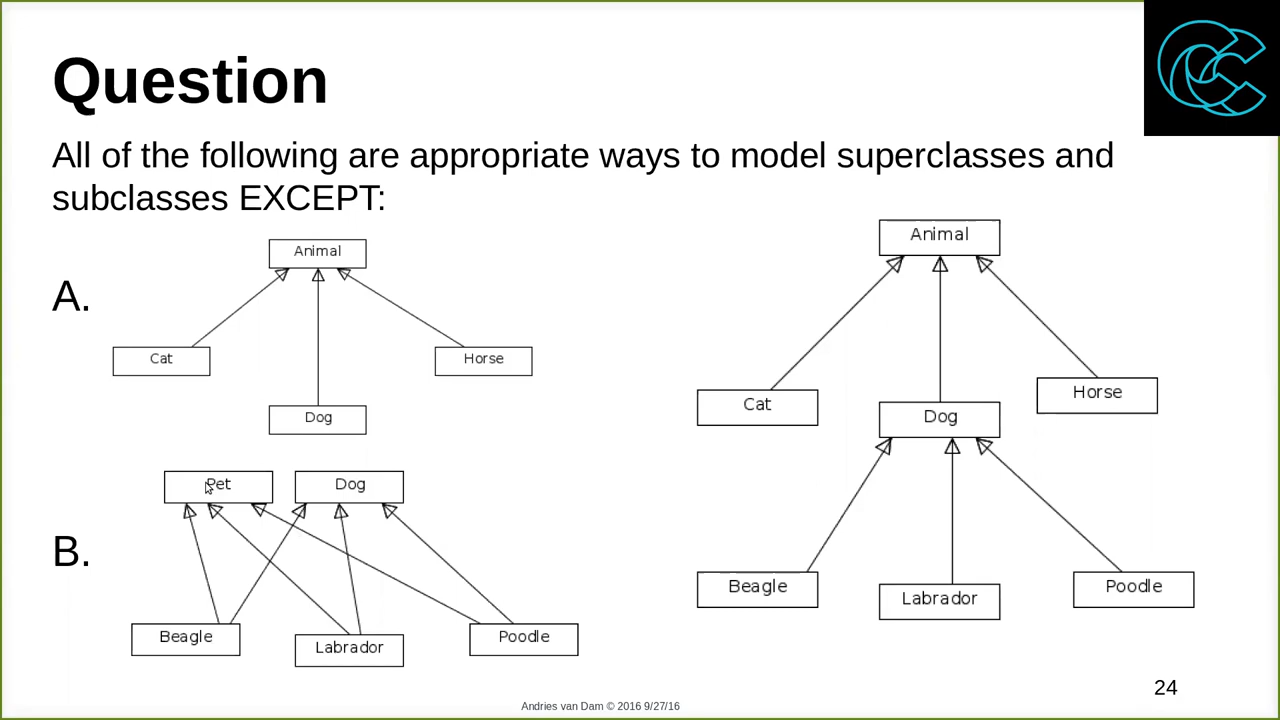 Question
All of the following are appropriate ways to model superclasses and
subclasses EXCEPT:
A.
Animal
Cat
Horse
Dog
B.
Pet
Dog
Beagle
Labrador
Poodle
Animal
Cat
Dog
Horse
Beagle
Labrador
Poodle
24
Andries van Dam © 2016 9/27/16